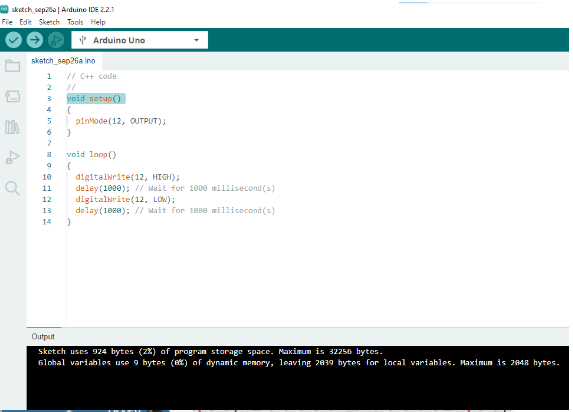 sketch_sep26a | Arduino IDE 2.2.1
File Edit Sketch Tools Help
Arduino Uno
sketch_sep26a.ino
1 // C++ code
2 //
3 void setup()
4 {
5 pinMode(12, OUTPUT);
6 }
7
8 void loop()
9 {
10 digitalWrite(12, HIGH);
11 delay(1000); // Wait for 1000 millisecond(s)
12 digitalWrite(12, LOW);
13 delay(1000); // Wait for 1000 millisecond(s)
14 }
Output
Sketch uses 924 bytes (2%) of program storage space. Maximum is 32256 bytes.
Global variables use 9 bytes (0%) of dynamic memory, leaving 2039 bytes for local variables. Maximum is 2048 bytes.